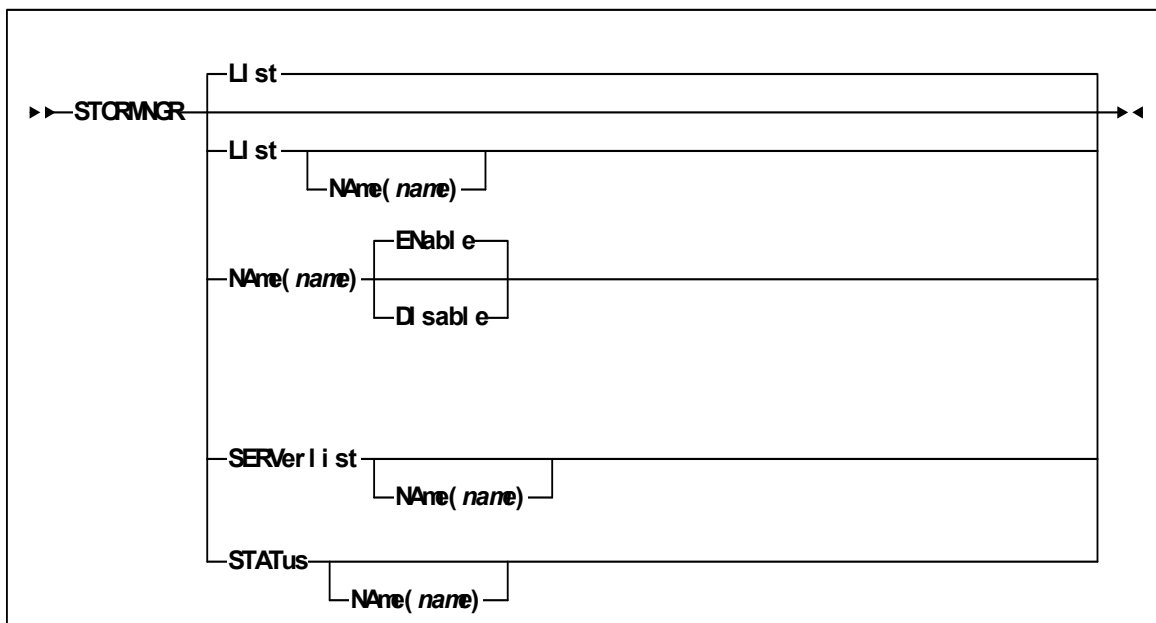 LIst
STORMNGR
LIst
NAme(name)
ENable
NAme(name)
DIsable
SERVerlist
NAme(name)
STATus
NAme(name)